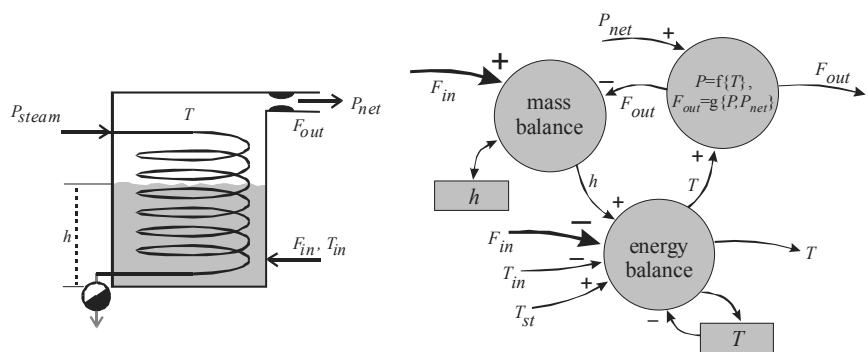 P_steam
T
P_net
F_out
h
F_in, T_in
P_net
+
+
F_in
mass
balance
−
F_out
P=f{T},
F_out=g{P,P_net}
F_out
h
h
+
+
T
F_in
−
T_in
−
T_st
+
energy
balance
T
−
T